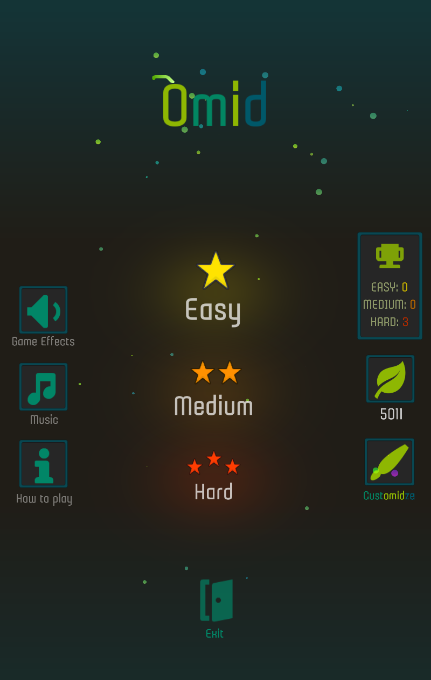 Omid
Easy
EASY: 0
MEDIUM: 0
HARD: 3
Game Effects
Medium
Music
5011
Hard
How to play
Customidze
Exit